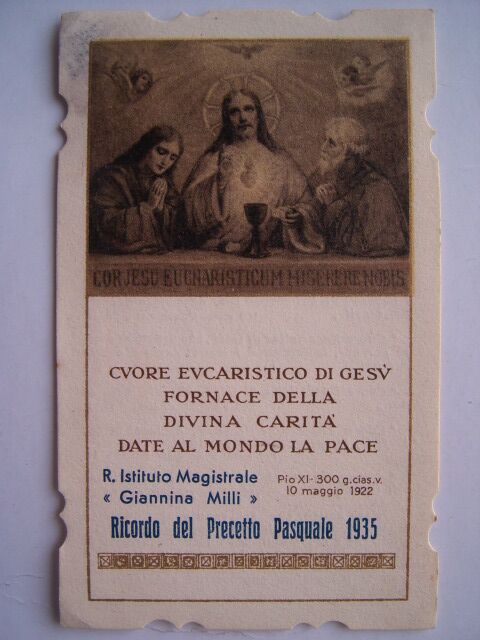 COR JESU EUCHARISTICUM MISERERE NOBIS
CVORE EVCARISTICO DI GESV̀
FORNACE DELLA
DIVINA CARITÀ
DATE AL MONDO LA PACE
R. Istituto Magistrale
« Giannina Milli »
Pio XI - 300 g. cias. v.
10 maggio 1922
Ricordo del Precetto Pasquale 1935